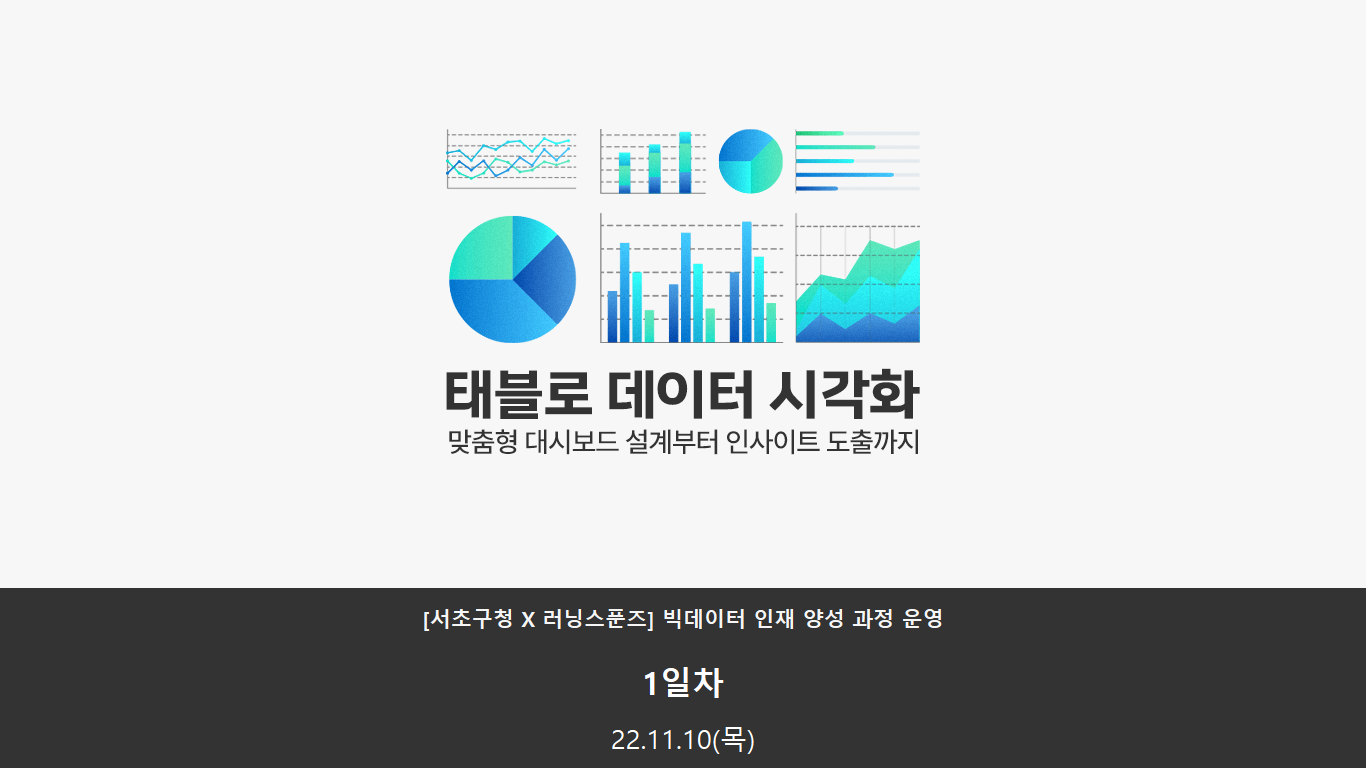 태블로 데이터 시각화
맞춤형 대시보드 설계부터 인사이트 도출까지
[서초구청 X 러닝스푼즈] 빅데이터 인재 양성 과정 운영
1일차
22.11.10(목)